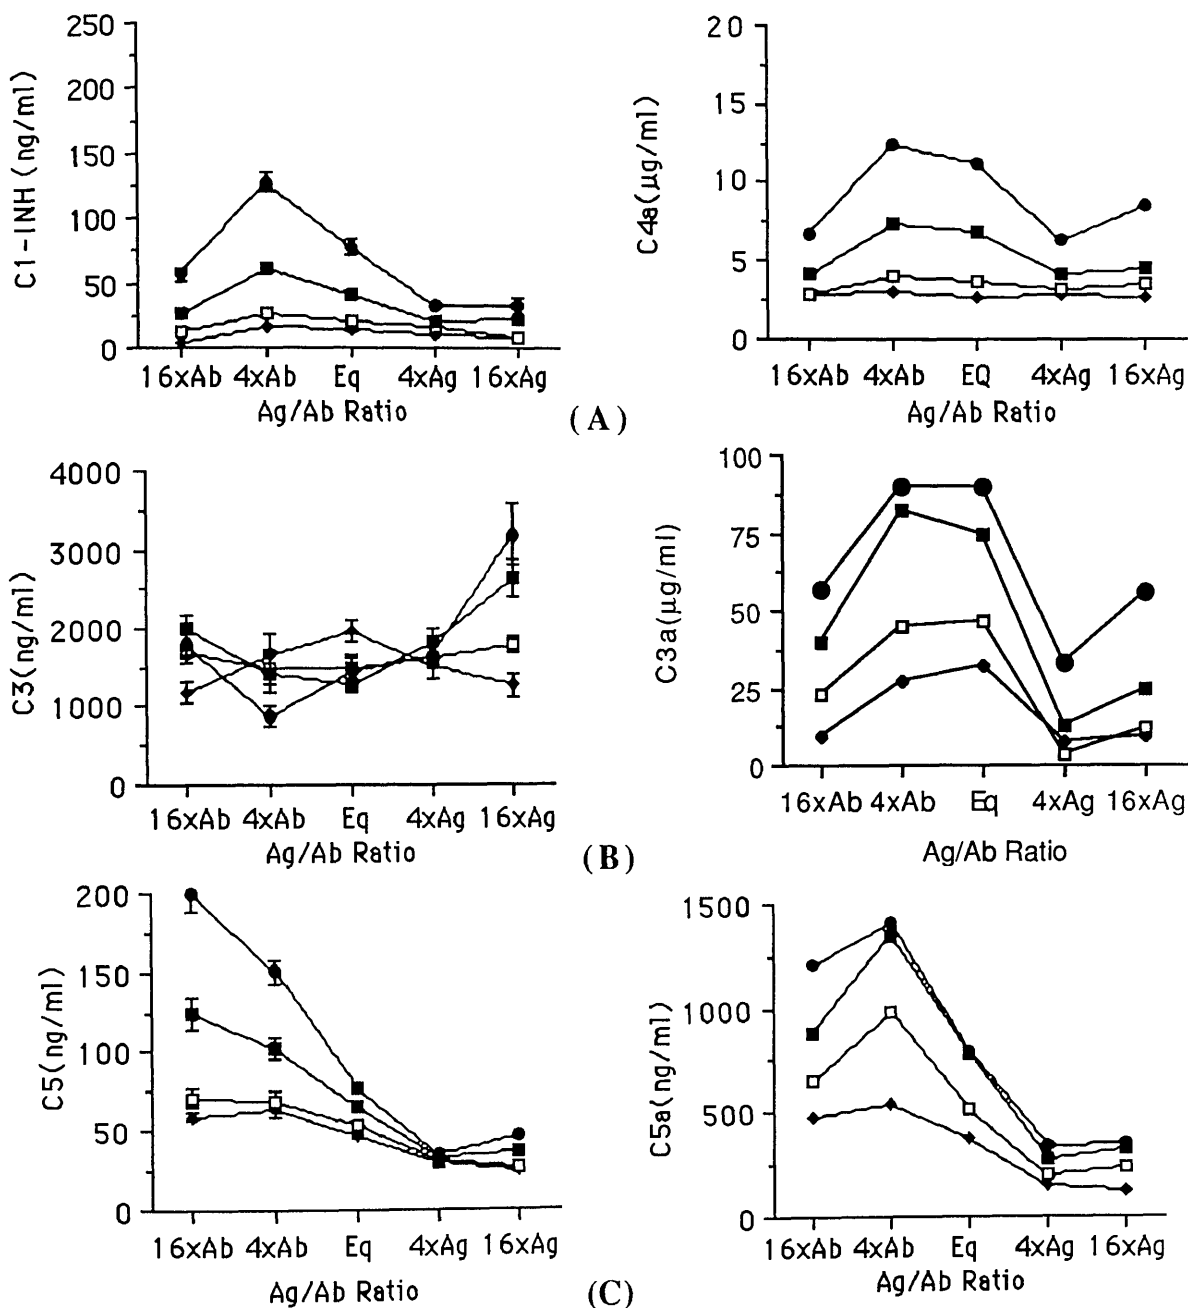 C1-INH (ng/ml)
250
200
150
100
50
0
16xAb 4xAb Eq 4xAg 16xAg
Ag/Ab Ratio
C4a(μg/ml)
20
15
10
5
0
16xAb 4xAb EQ 4xAg 16xAg
Ag/Ab Ratio
(A)
C3(ng/ml)
4000
3000
2000
1000
0
16xAb 4xAb Eq 4xAg 16xAg
Ag/Ab Ratio
C3a(μg/ml)
100
75
50
25
0
16xAb 4xAb Eq 4xAg 16xAg
Ag/Ab Ratio
(B)
C5(ng/ml)
200
150
100
50
0
16xAb 4xAb Eq 4xAg 16xAg
Ag/Ab Ratio
C5a(ng/ml)
1500
1000
500
0
16xAb 4xAb Eq 4xAg 16xAg
Ag/Ab Ratio
(C)